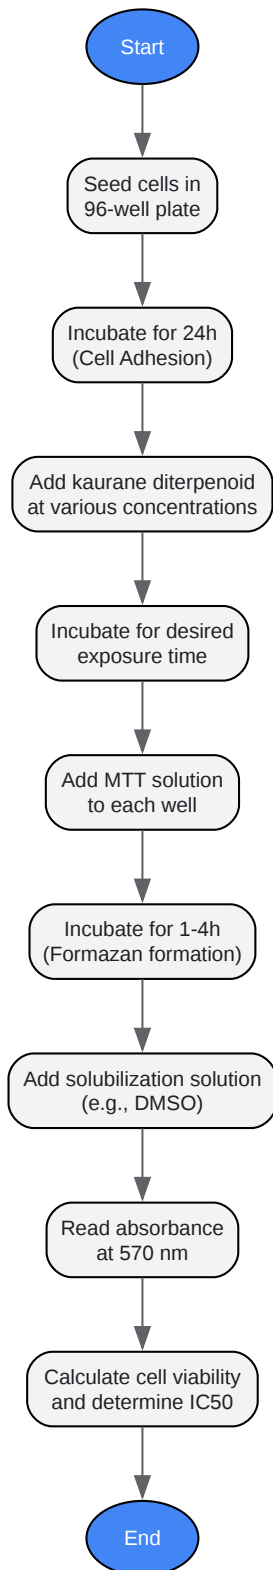 Start
Seed cells in
96-well plate
Incubate for 24h
(Cell Adhesion)
Add kaurane diterpenoid
at various concentrations
Incubate for desired
exposure time
Add MTT solution
to each well
Incubate for 1-4h
(Formazan formation)
Add solubilization solution
(e.g., DMSO)
Read absorbance
at 570 nm
Calculate cell viability
and determine IC50
End